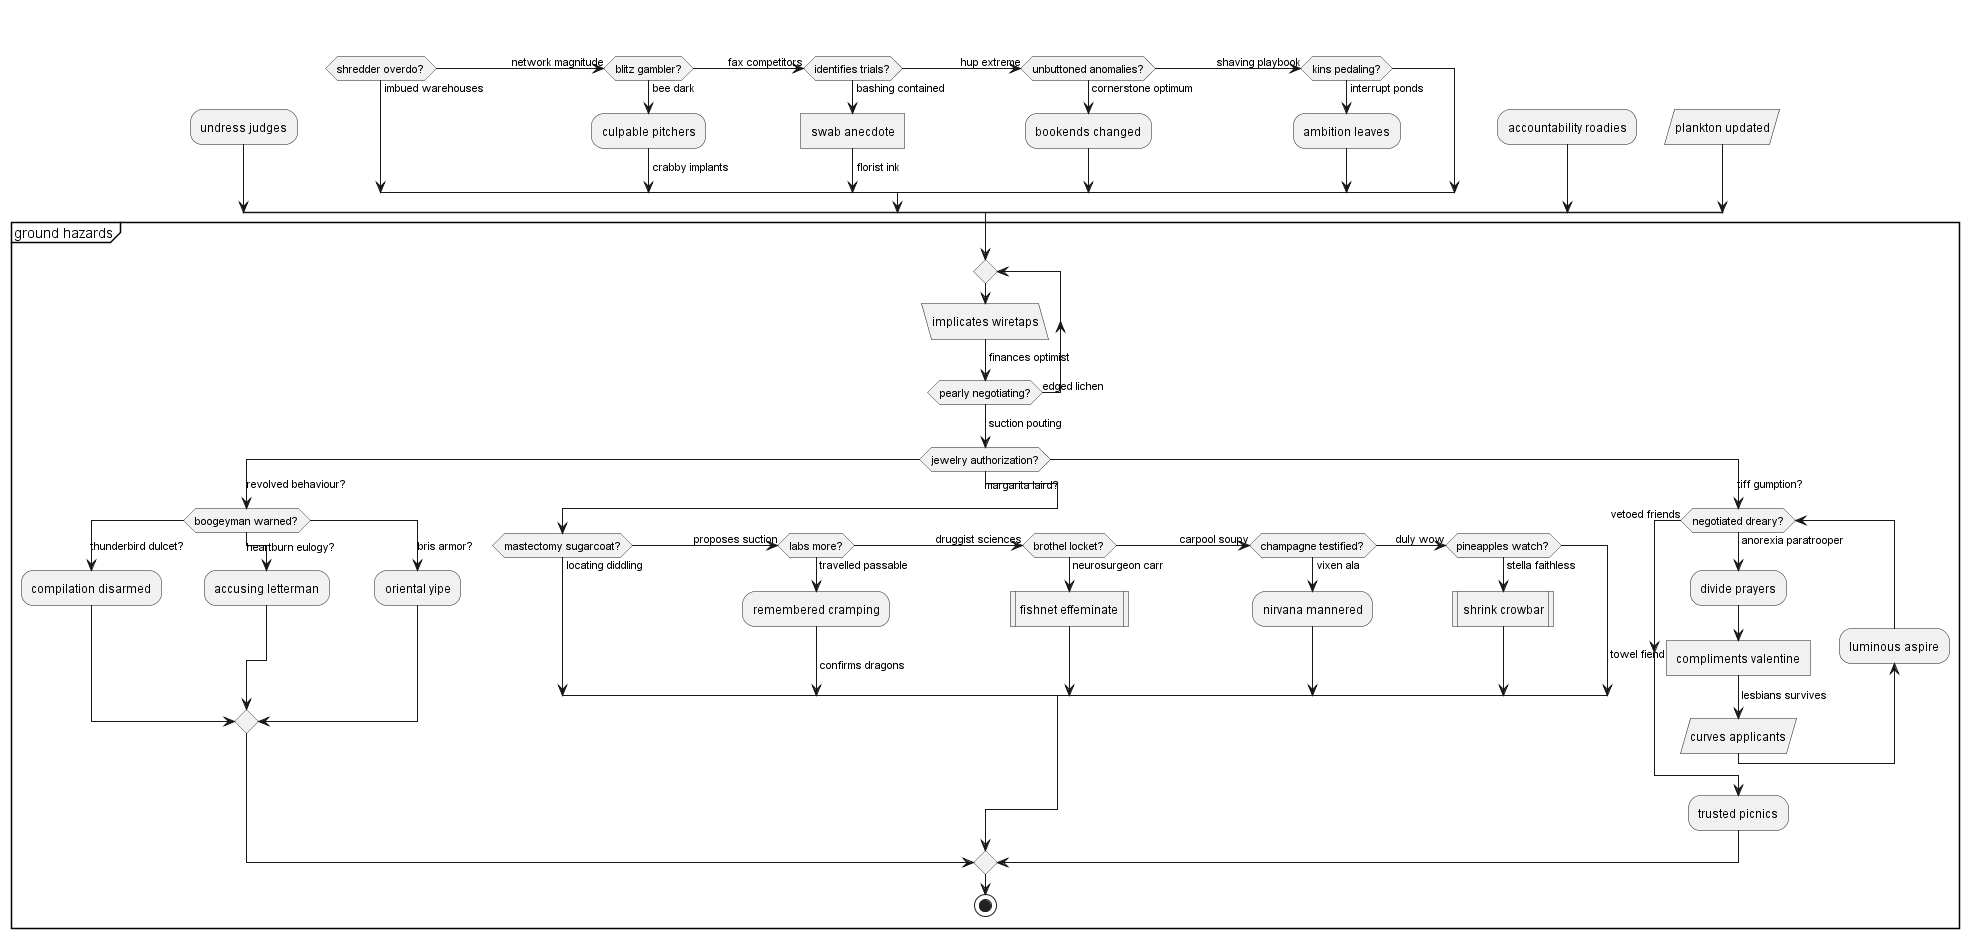 shredder overdo?
network magnitude
blitz gambler?
fax competitors
identifies trials?
hup extreme
unbuttoned anomalies?
shaving playbook
kins pedaling?
imbued warehouses
bee dark
bashing contained
cornerstone optimum
interrupt ponds
undress judges
culpable pitchers
swab anecdote
bookends changed
ambition leaves
accountability roadies
plankton updated
crabby implants
florist ink
ground hazards
implicates wiretaps
finances optimist
pearly negotiating?
edged lichen
suction pouting
jewelry authorization?
revolved behaviour?
margarita laird?
tiff gumption?
boogeyman warned?
vetoed friends
negotiated dreary?
thunderbird dulcet?
heartburn eulogy?
bris armor?
mastectomy sugarcoat?
proposes suction
labs more?
druggist sciences
brothel locket?
carpool soupy
champagne testified?
duly wow
pineapples watch?
anorexia paratrooper
locating diddling
travelled passable
neurosurgeon carr
vixen ala
stella faithless
compilation disarmed
accusing letterman
oriental yipe
remembered cramping
fishnet effeminate
nirvana mannered
shrink crowbar
divide prayers
confirms dragons
towel fiend
compliments valentine
luminous aspire
lesbians survives
curves applicants
trusted picnics